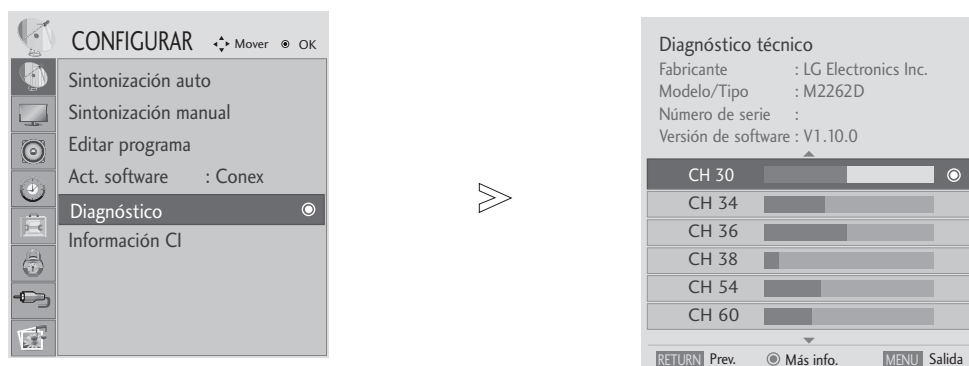 CONFIGURAR Mover OK
Sintonización auto
Sintonización manual
Editar programa
Act. software : Conex
Diagnóstico
Información CI
Diagnóstico técnico
Fabricante : LG Electronics Inc.
Modelo/Tipo : M2262D
Número de serie :
Versión de software : V1.10.0
CH 30
CH 34
CH 36
CH 38
CH 54
CH 60
RETURN Prev. Más info. MENU Salida